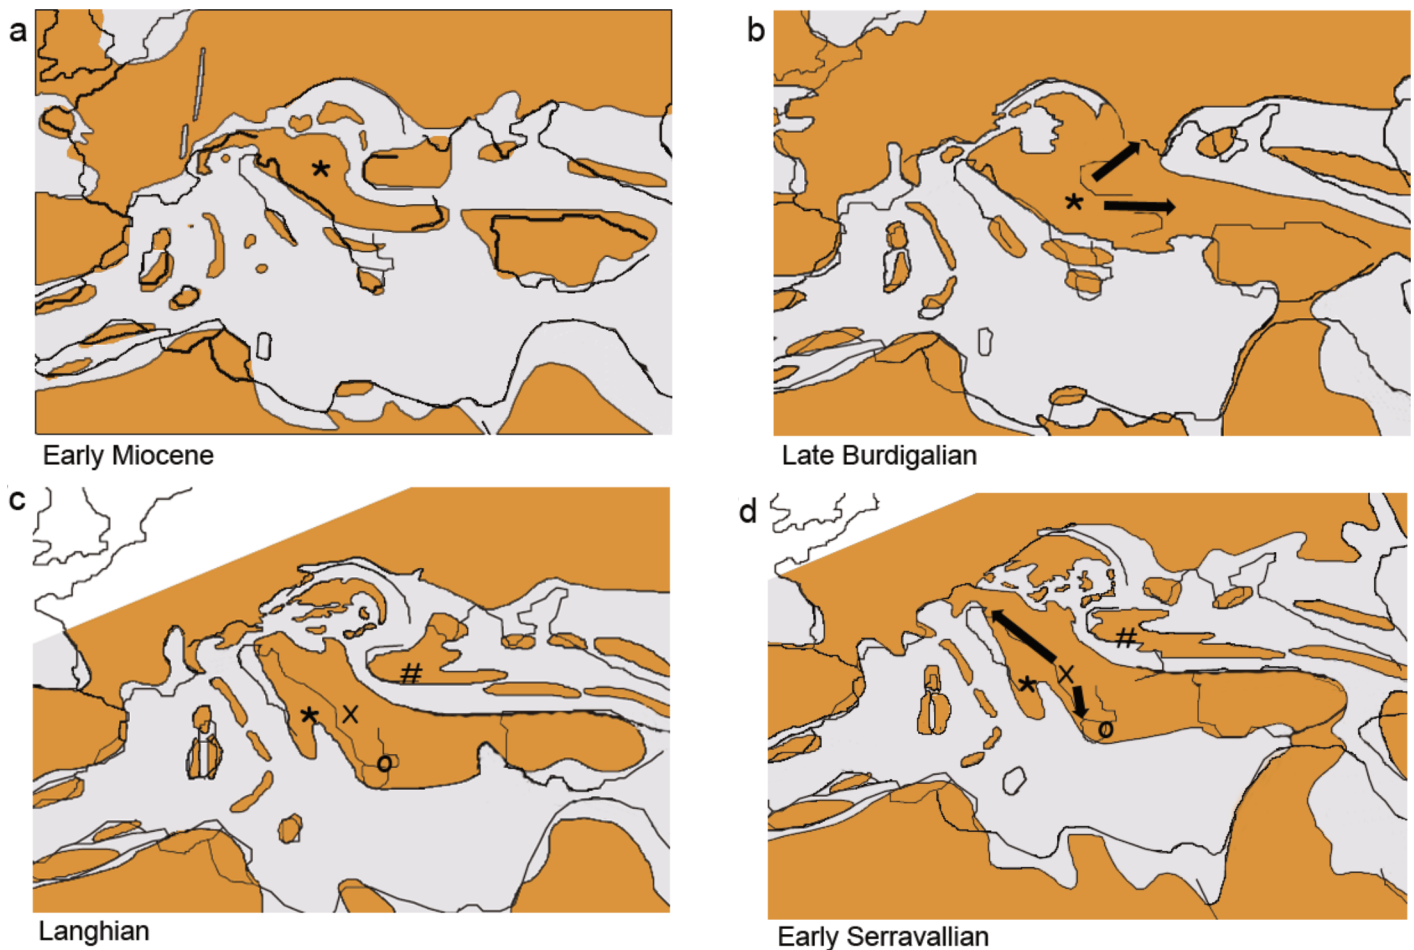 a
b
*
*
Early Miocene
Late Burdigalian
c
d
#
* X
o
#
X
*
o
Langhian
Early Serravallian